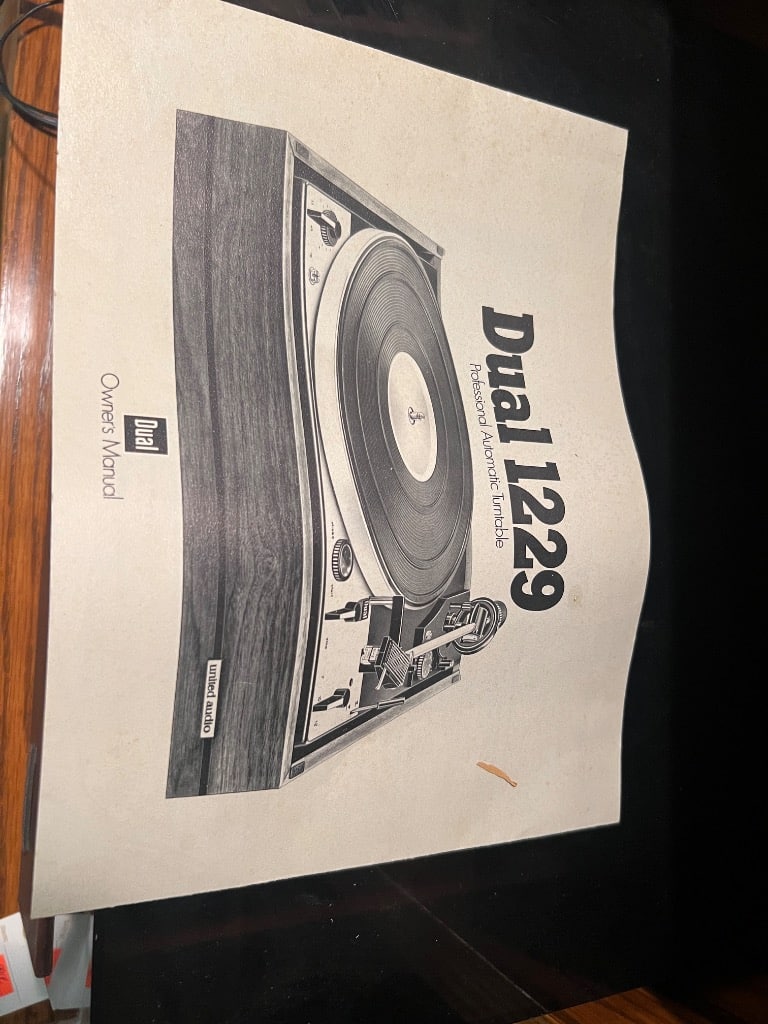 Dual 1229
Professional Automatic Turntable
united audio
Dual
Owner's Manual